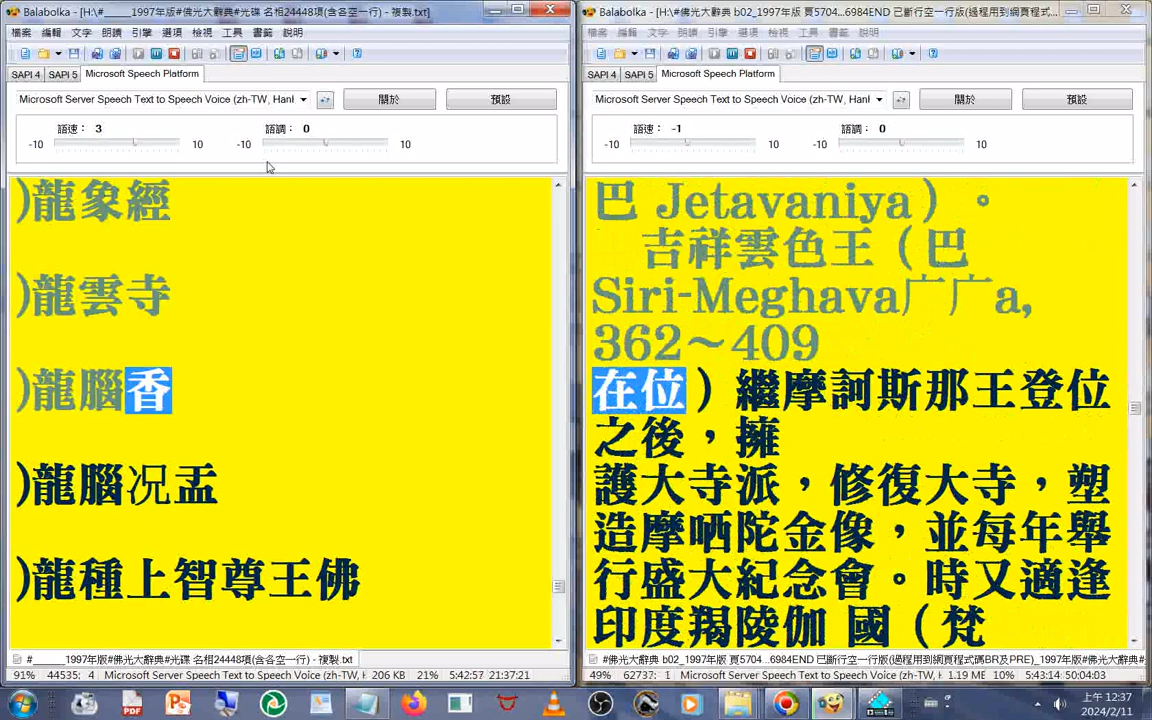 Balabolka - [H:\#_____1997年版#佛光大辭典#光碟 名相24448項(含各空一行) - 複製.txt]
檔案 編輯 文字 朗讀 引擎 選項 檢視 工具 書籤 說明
SAPI 4 SAPI 5 Microsoft Speech Platform
Microsoft Server Speech Text to Speech Voice (zh-TW, Hanl
關於
預設
語速： 3
語調： 0
-10 10 -10 10
)龍象經
)龍雲寺
)龍腦香
)龍腦况盂
)龍種上智尊王佛
#_____1997年版#佛光大辭典#光碟 名相24448項(含各空一行) - 複製.txt
91% 44535: 4 Microsoft Server Speech Text to Speech Voice (zh-TW, H 206 KB 5:42:57 21:37:21
Balabolka - [H:\#佛光大辭典 b02_1997年版 頁5704...6984END 已斷行空一行版(過程用到網頁程式...
檔案 編輯 文字 朗讀 引擎 選項 檢視 工具 書籤 說明
SAPI 4 SAPI 5 Microsoft Speech Platform
Microsoft Server Speech Text to Speech Voice (zh-TW, Hanl
關於
預設
語速： -1
語調： 0
-10 10 -10 10
巴 Jetavaniya）。
吉祥雲色王（巴
Siri-Meghava广广a,
362～409
在位）繼摩訶斯那王登位
之後，擁
護大寺派，修復大寺，塑
造摩哂陀金像，並每年舉
行盛大紀念會。時又適逢
印度羯陵伽 國（梵
#佛光大辭典 b02_1997年版 頁5704...6984END 已斷行空一行版(過程用到網頁程式碼BR及PRE)_1997年版#
49% 62737: 1 Microsoft Server Speech Text to Speech Voice (zh-TW, H 1.19 ME 10% 5:43:14 50:04:03
上午 12:37
2024/2/11